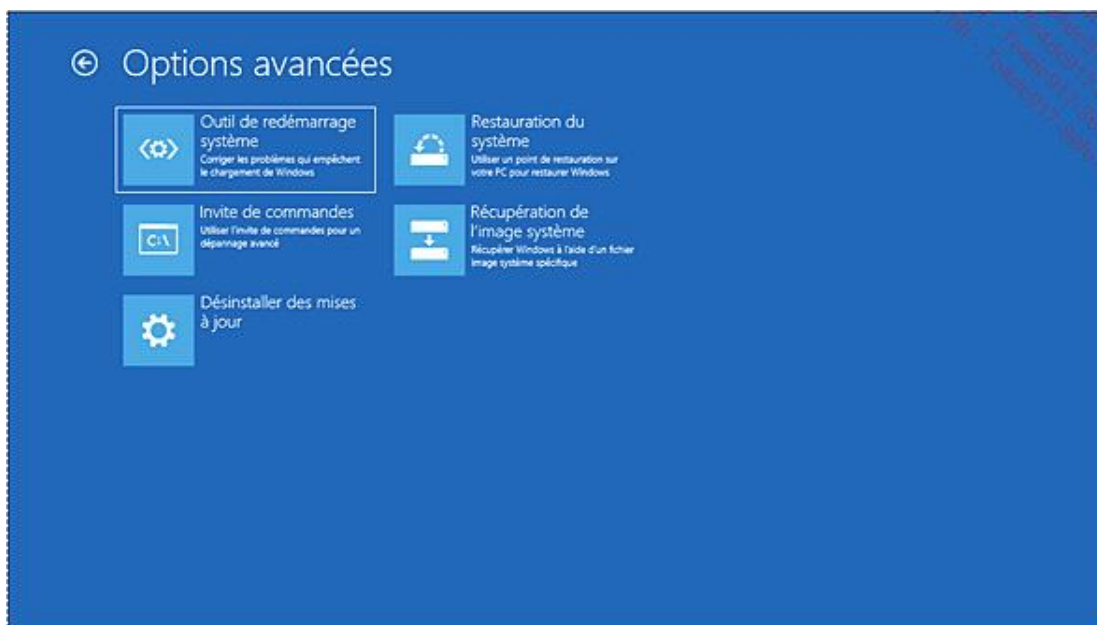 Options avancées
Outil de redémarrage
système
Corriger les problèmes qui empêchent
le chargement de Windows
Restauration du
système
Utiliser un point de restauration sur
votre PC pour restaurer Windows
Invite de commandes
Utiliser l'invite de commandes pour un
dépannage avancé
C:\
Récupération de
l'image système
Récupérer Windows à l'aide d'un fichier
image système spécifique
Désinstaller des mises
à jour